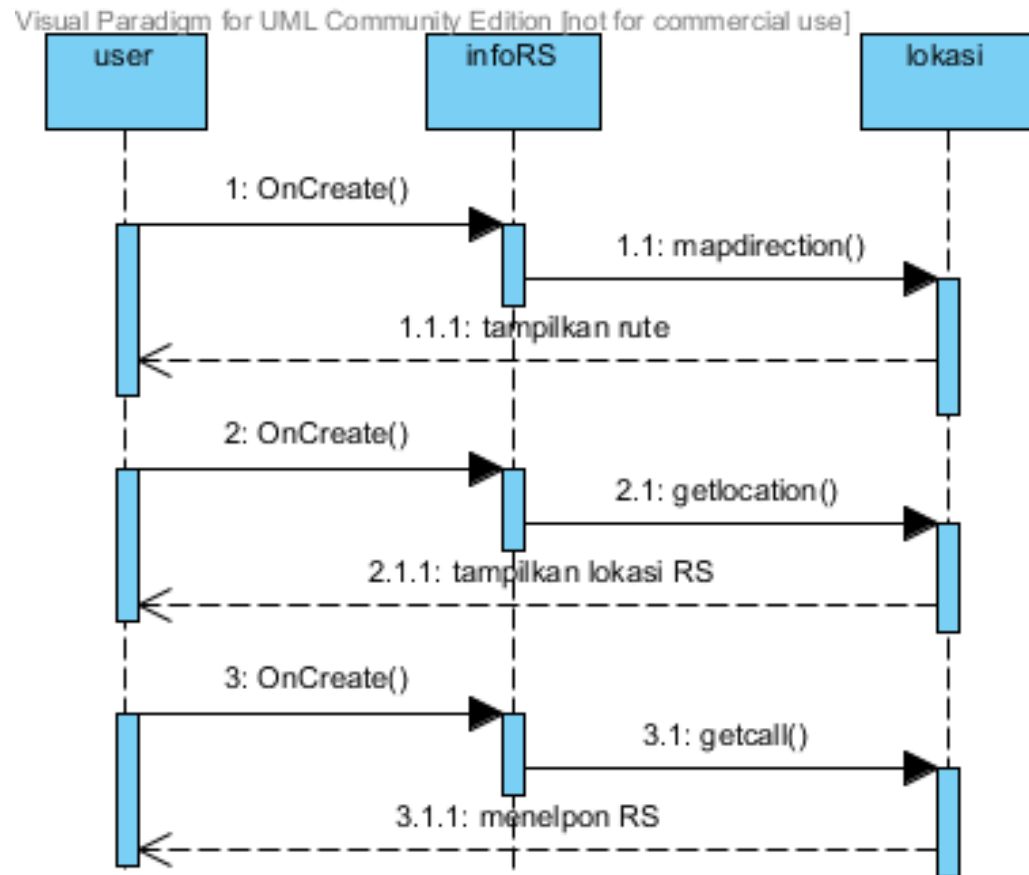 Visual Paradigm for UML Community Edition [not for commercial use]
user
infoRS
lokasi
1: OnCreate()
1.1: mapdirection()
1.1.1: tampilkan rute
2: OnCreate()
2.1: getlocation()
2.1.1: tampilkan lokasi RS
3: OnCreate()
3.1: getcall()
3.1.1: menelpon RS